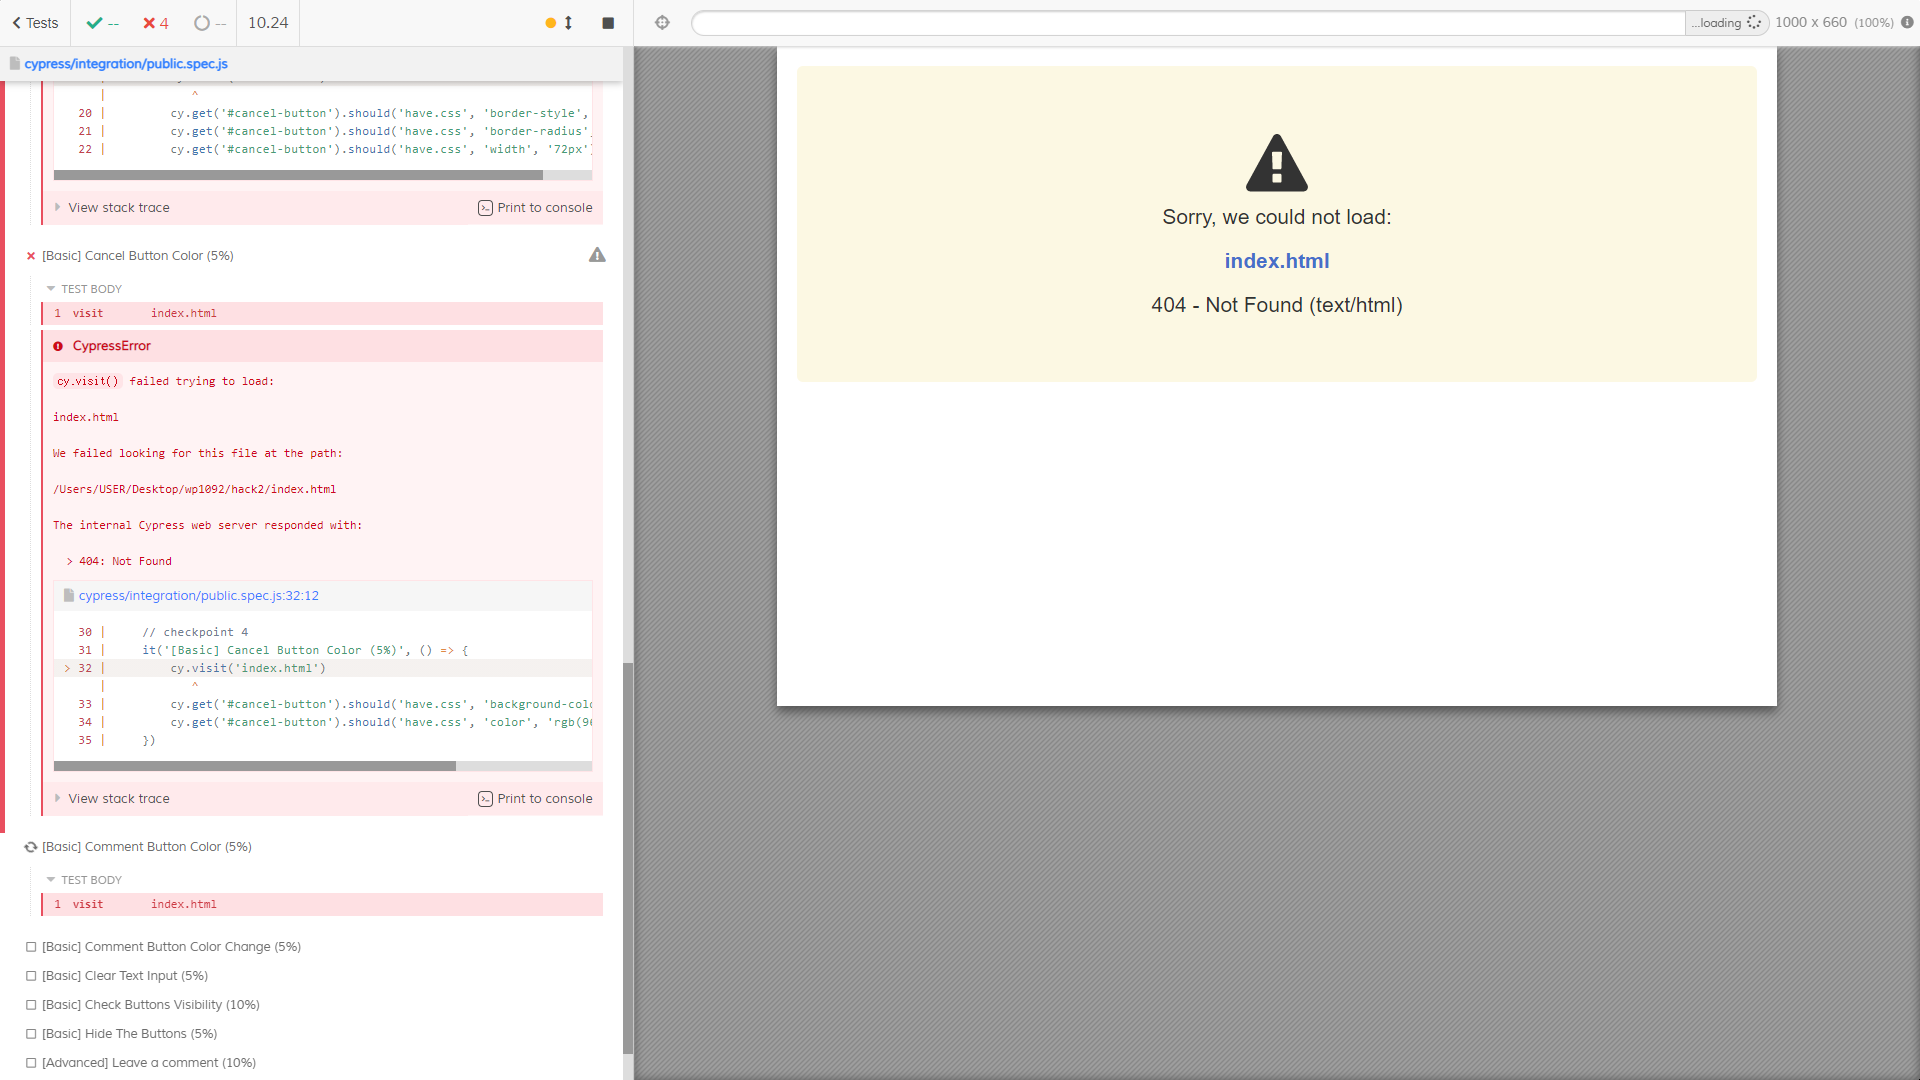 Tests
--
4
--
10.24
...loading
1000 x 660 (100%)
cypress/integration/public.spec.js
| ^
20 | cy.get('#cancel-button').should('have.css', 'border-style',
21 | cy.get('#cancel-button').should('have.css', 'border-radius'
22 | cy.get('#cancel-button').should('have.css', 'width', '72px'
View stack trace
Print to console
[Basic] Cancel Button Color (5%)
TEST BODY
1 visit index.html
CypressError
cy.visit() failed trying to load:
index.html
We failed looking for this file at the path:
/Users/USER/Desktop/wp1092/hack2/index.html
The internal Cypress web server responded with:
> 404: Not Found
cypress/integration/public.spec.js:32:12
30 | // checkpoint 4
31 | it('[Basic] Cancel Button Color (5%)', () => {
> 32 | cy.visit('index.html')
| ^
33 | cy.get('#cancel-button').should('have.css', 'background-colo
34 | cy.get('#cancel-button').should('have.css', 'color', 'rgb(96
35 | })
View stack trace
Print to console
[Basic] Comment Button Color (5%)
TEST BODY
1 visit index.html
[Basic] Comment Button Color Change (5%)
[Basic] Clear Text Input (5%)
[Basic] Check Buttons Visibility (10%)
[Basic] Hide The Buttons (5%)
[Advanced] Leave a comment (10%)
Sorry, we could not load:
index.html
404 - Not Found (text/html)